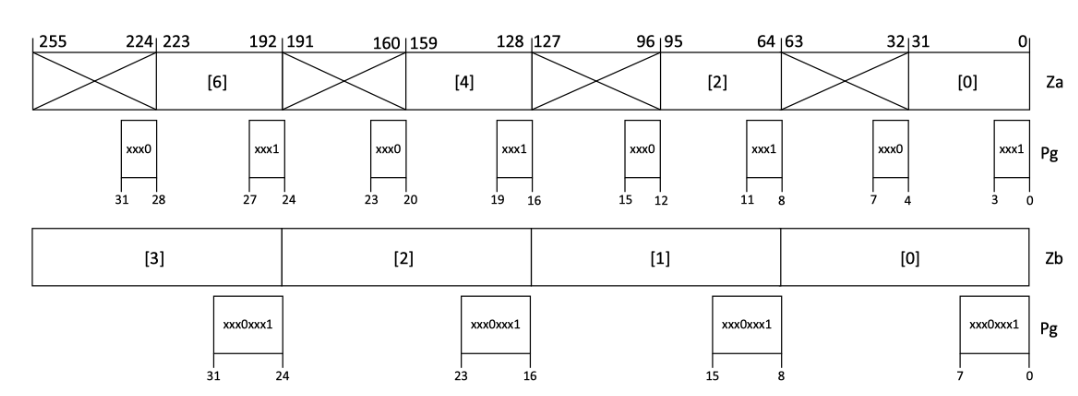 255 224 223 192 191 160 159 128 127 96 95 64 63 32 31 0
[6] [4] [2] [0] Za
xxx0 xxx1 xxx0 xxx1 xxx0 xxx1 xxx0 xxx1 Pg
31 28 27 24 23 20 19 16 15 12 11 8 7 4 3 0
[3] [2] [1] [0] Zb
xxx0xxx1 xxx0xxx1 xxx0xxx1 xxx0xxx1 Pg
31 24 23 16 15 8 7 0